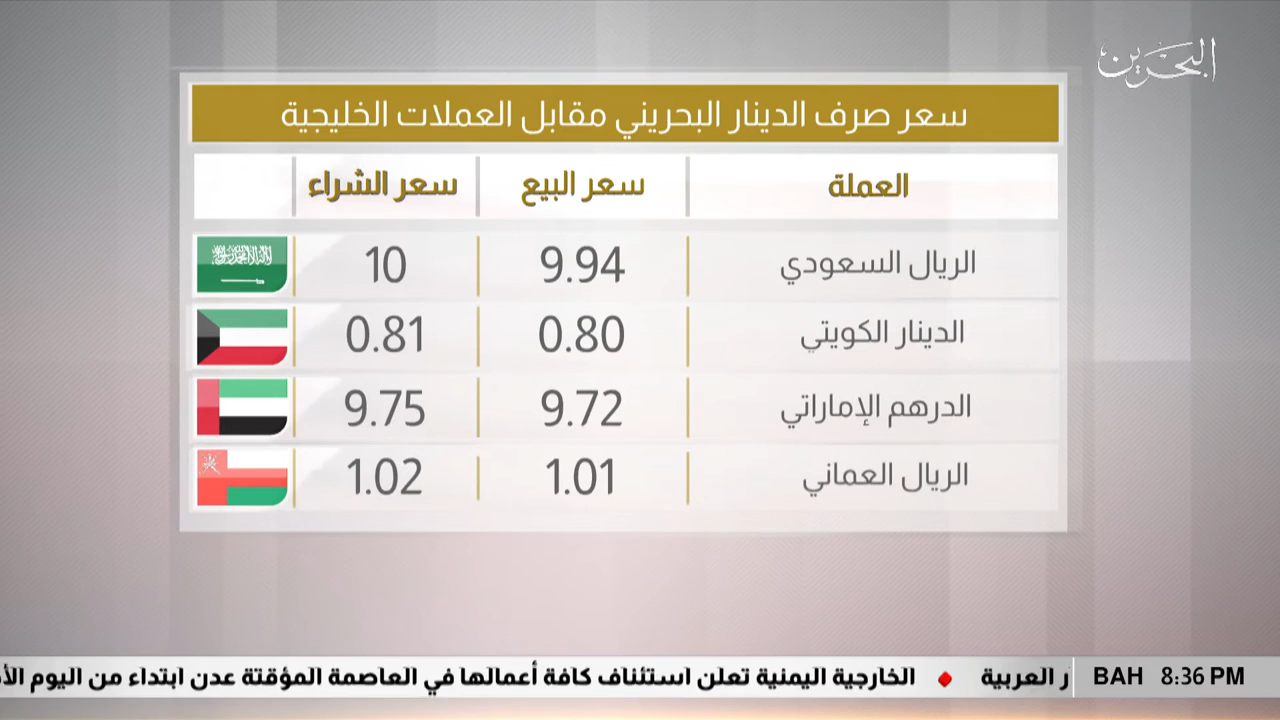 البحرين
سعر صرف الدينار البحريني مقابل العملات الخليجية
العملة سعر البيع سعر الشراء
الريال السعودي 9.94 10
الدينار الكويتي 0.80 0.81
الدرهم الإماراتي 9.72 9.75
الريال العماني 1.01 1.02
BAH 8:36 PM
العربية ♦ الخارجية اليمنية تعلن استئناف كافة أعمالها في العاصمة المؤقتة عدن ابتداء من اليوم